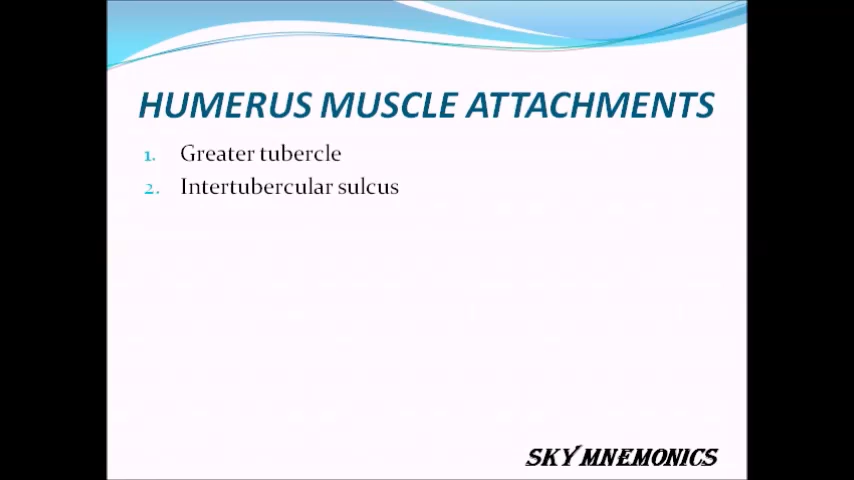 HUMERUS MUSCLE ATTACHMENTS
1. Greater tubercle
2. Intertubercular sulcus
SKY MNEMONICS